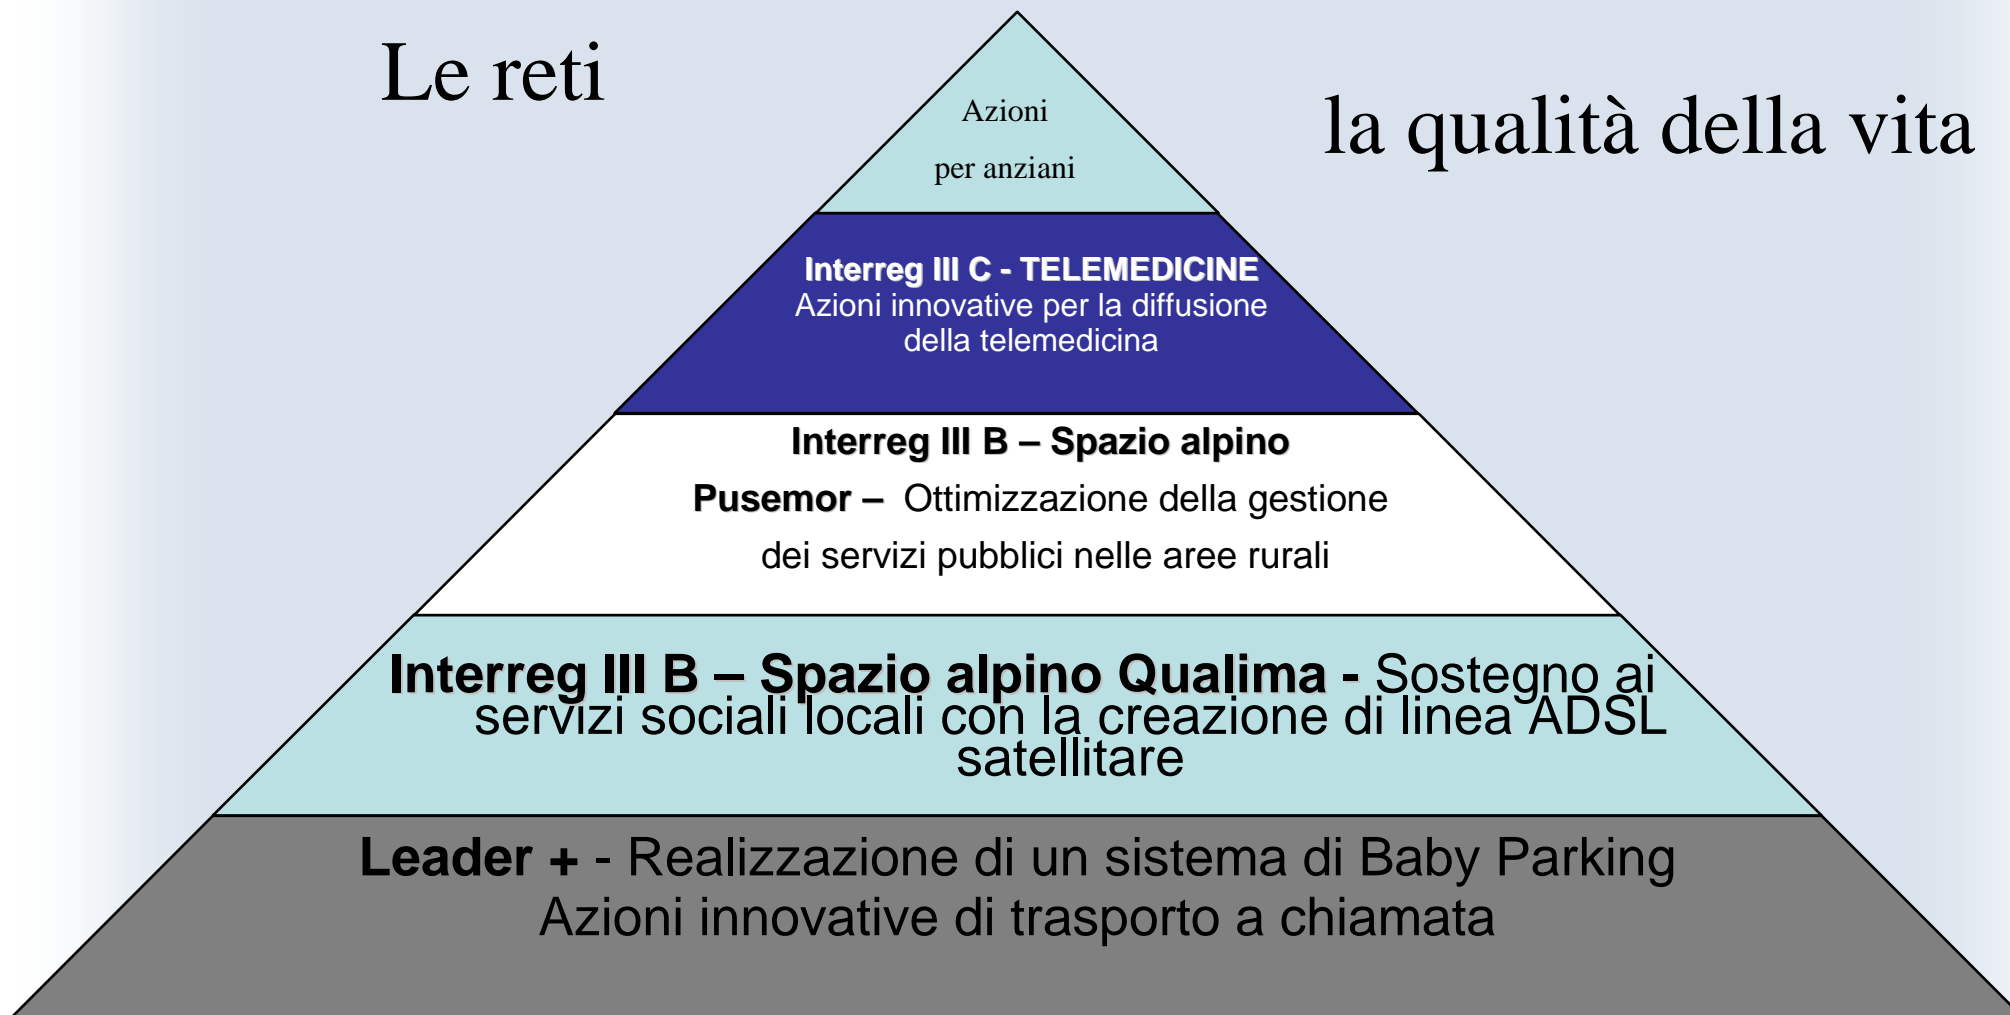 Le reti
la qualità della vita
Azioni
per anziani
Interreg III C - TELEMEDICINE
Azioni innovative per la diffusione
della telemedicina
Interreg III B – Spazio alpino
Pusemor – Ottimizzazione della gestione
dei servizi pubblici nelle aree rurali
Interreg III B – Spazio alpino Qualima - Sostegno ai
servizi sociali locali con la creazione di linea ADSL
satellitare
Leader + - Realizzazione di un sistema di Baby Parking
Azioni innovative di trasporto a chiamata